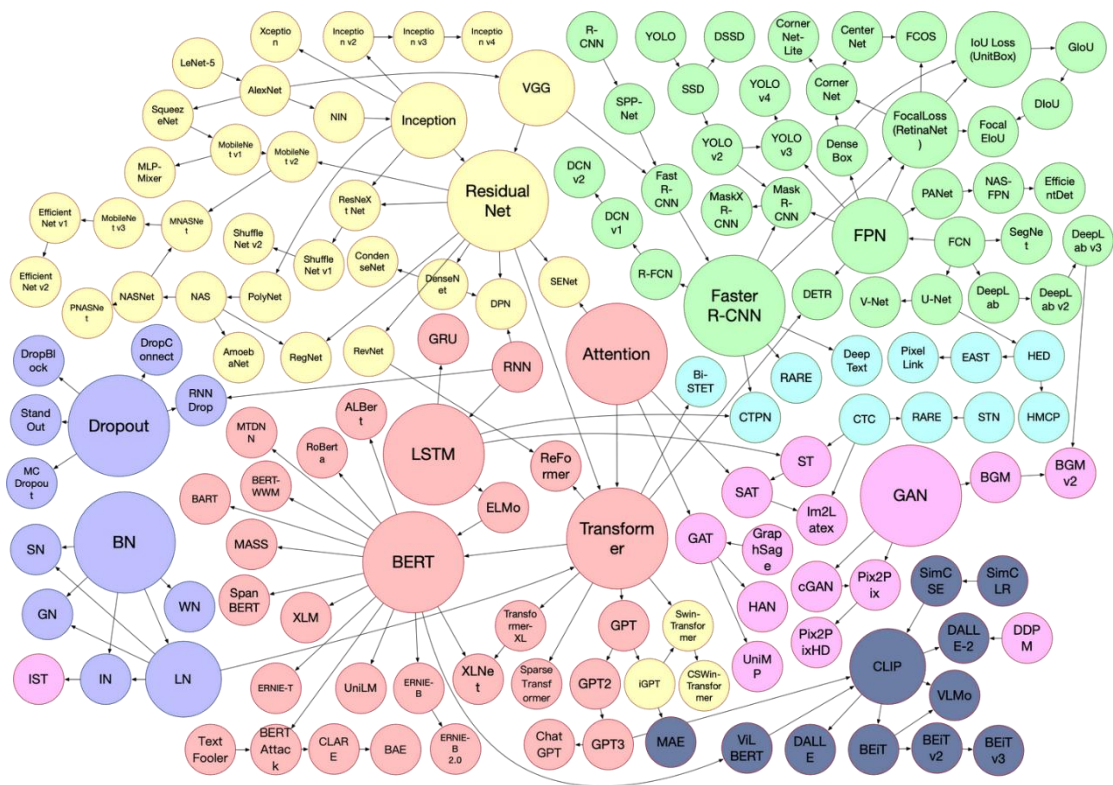 Xceptio
n
Inceptio
n v2
Inceptio
n v3
Inceptio
n v4
LeNet-5
AlexNet
VGG
Squeez
eNet
NIN
Inception
MobileNe
t v1
MobileNe
t v2
MLP-
Mixer
Residual
Net
ResNeX
t Net
Efficient
Net v1
MobileNe
t v3
MNASNe
t
Shuffle
Net v2
Shuffle
Net v1
Conden
seNet
DenseN
et
SENet
Efficient
Net v2
PNASNe
t
NASNet
NAS
PolyNet
DPN
Amoeb
aNet
RegNet
RevNet
R-
CNN
YOLO
DSSD
Corner
Net-
Lite
Center
Net
FCOS
IoU Loss
(UnitBox)
GIoU
SPP-
Net
SSD
YOLO
v4
Corner
Net
DIoU
FocalLoss
(RetinaNet
)
Focal
EIoU
YOLO
v2
YOLO
v3
Dense
Box
DCN
v2
Fast
R-
CNN
MaskX
R-
CNN
Mask
R-
CNN
PANet
NAS-
FPN
Efficie
ntDet
DCN
v1
FPN
FCN
SegNe
t
DeepL
ab v3
R-FCN
Faster
R-CNN
DETR
V-Net
U-Net
DeepL
ab
DeepL
ab v2
DropBl
ock
DropC
onnect
RNN
Drop
Stand
Out
Dropout
MC
Dropou
t
GRU
RNN
Attention
Bi-
STET
RARE
Deep
Text
Pixel
Link
EAST
HED
CTPN
CTC
RARE
STN
HMCP
ALBer
t
MTDN
N
RoBert
a
LSTM
ReFo
rmer
ST
BERT-
WWM
BART
ELMo
SAT
Im2L
atex
GAN
BGM
BGM
v2
BN
SN
MASS
BERT
Transform
er
GAT
Grap
hSag
e
cGAN
Pix2P
ix
SimC
SE
SimC
LR
GN
WN
Span
BERT
XLM
Transfo
rmer-
XL
GPT
Swin-
Transfo
rmer
HAN
Pix2P
ixHD
DALL
E-2
DDP
M
IST
IN
LN
ERNIE-T
UniLM
ERNIE-
B
XLNe
t
Sparse
Transf
ormer
GPT2
iGPT
CSWin-
Transfo
rmer
UniM
P
CLIP
VLMo
Text
Fooler
BERT
Attac
k
CLAR
E
BAE
ERNIE-
B
2.0
Chat
GPT
GPT3
MAE
ViL
BERT
DALL
E
BEiT
BEiT
v2
BEiT
v3